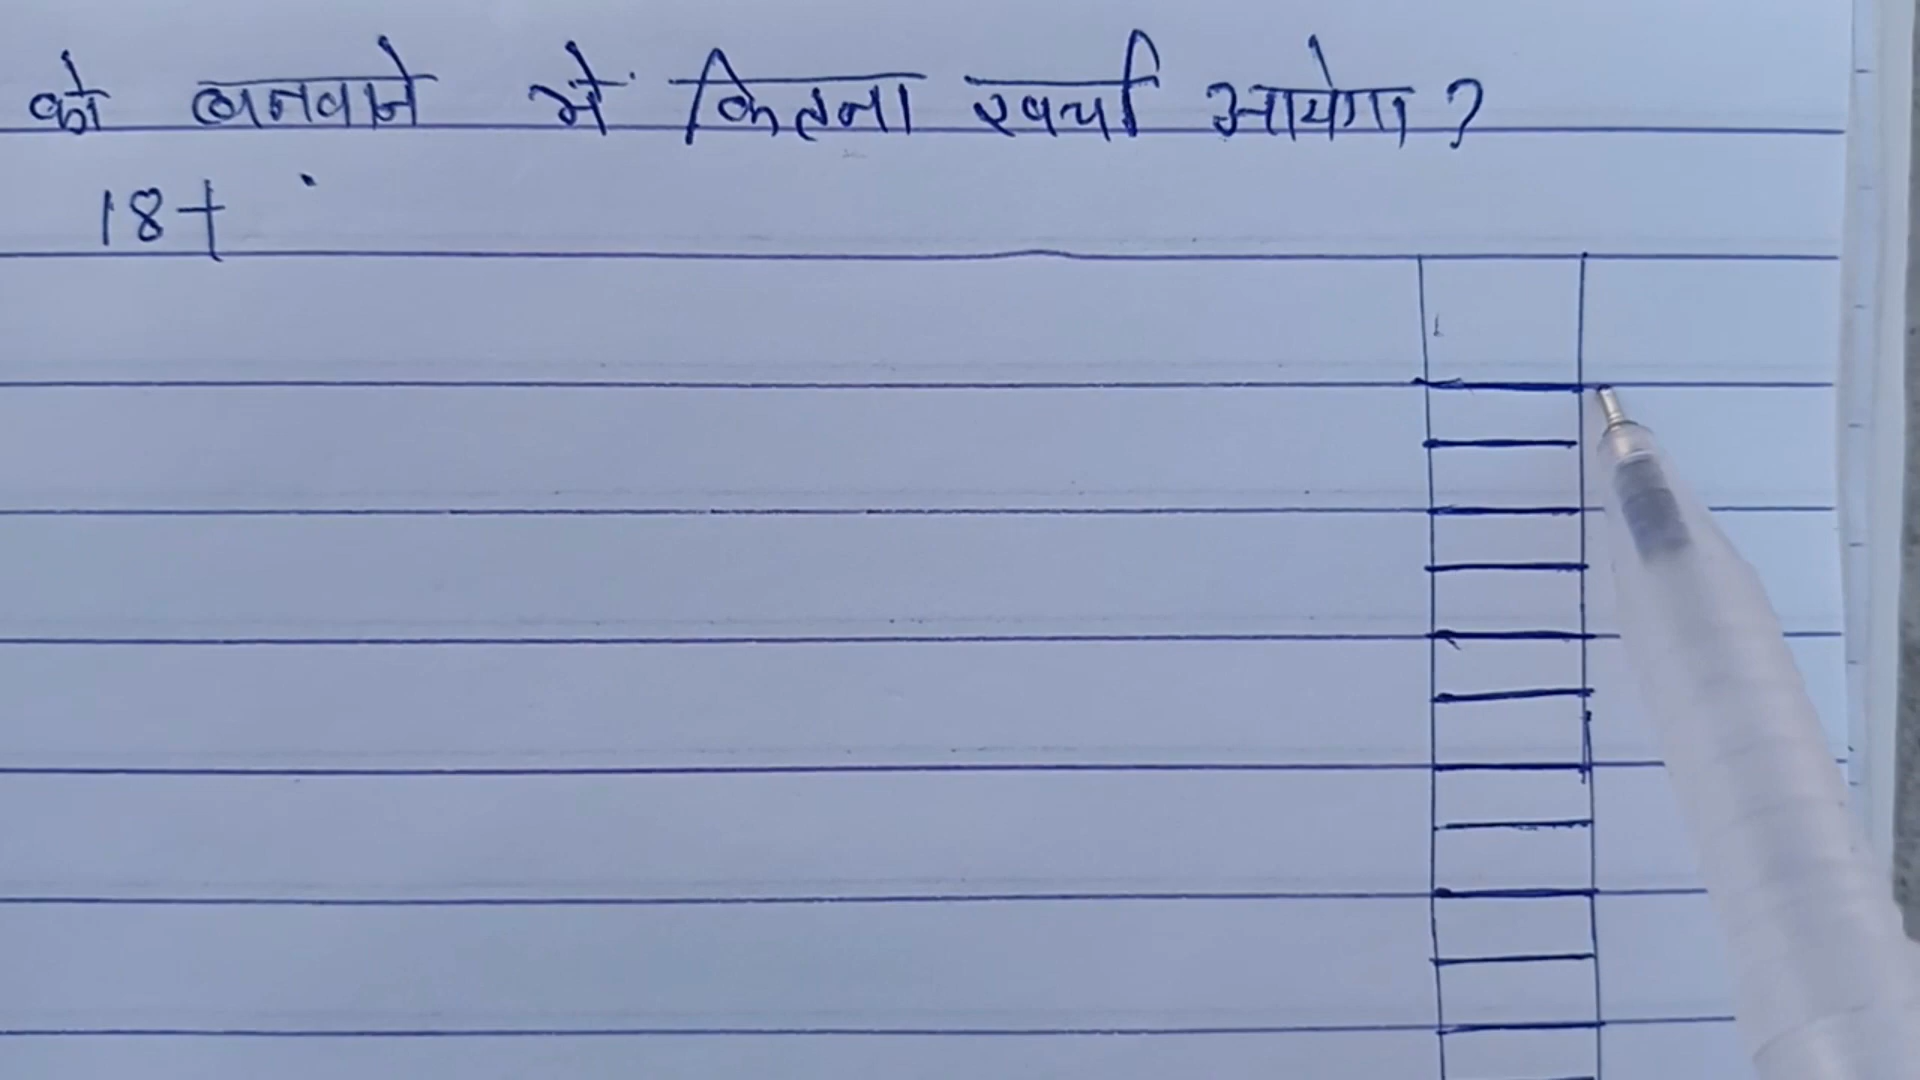 को बनवाने में कितना खर्चा आयेगा ?
18+